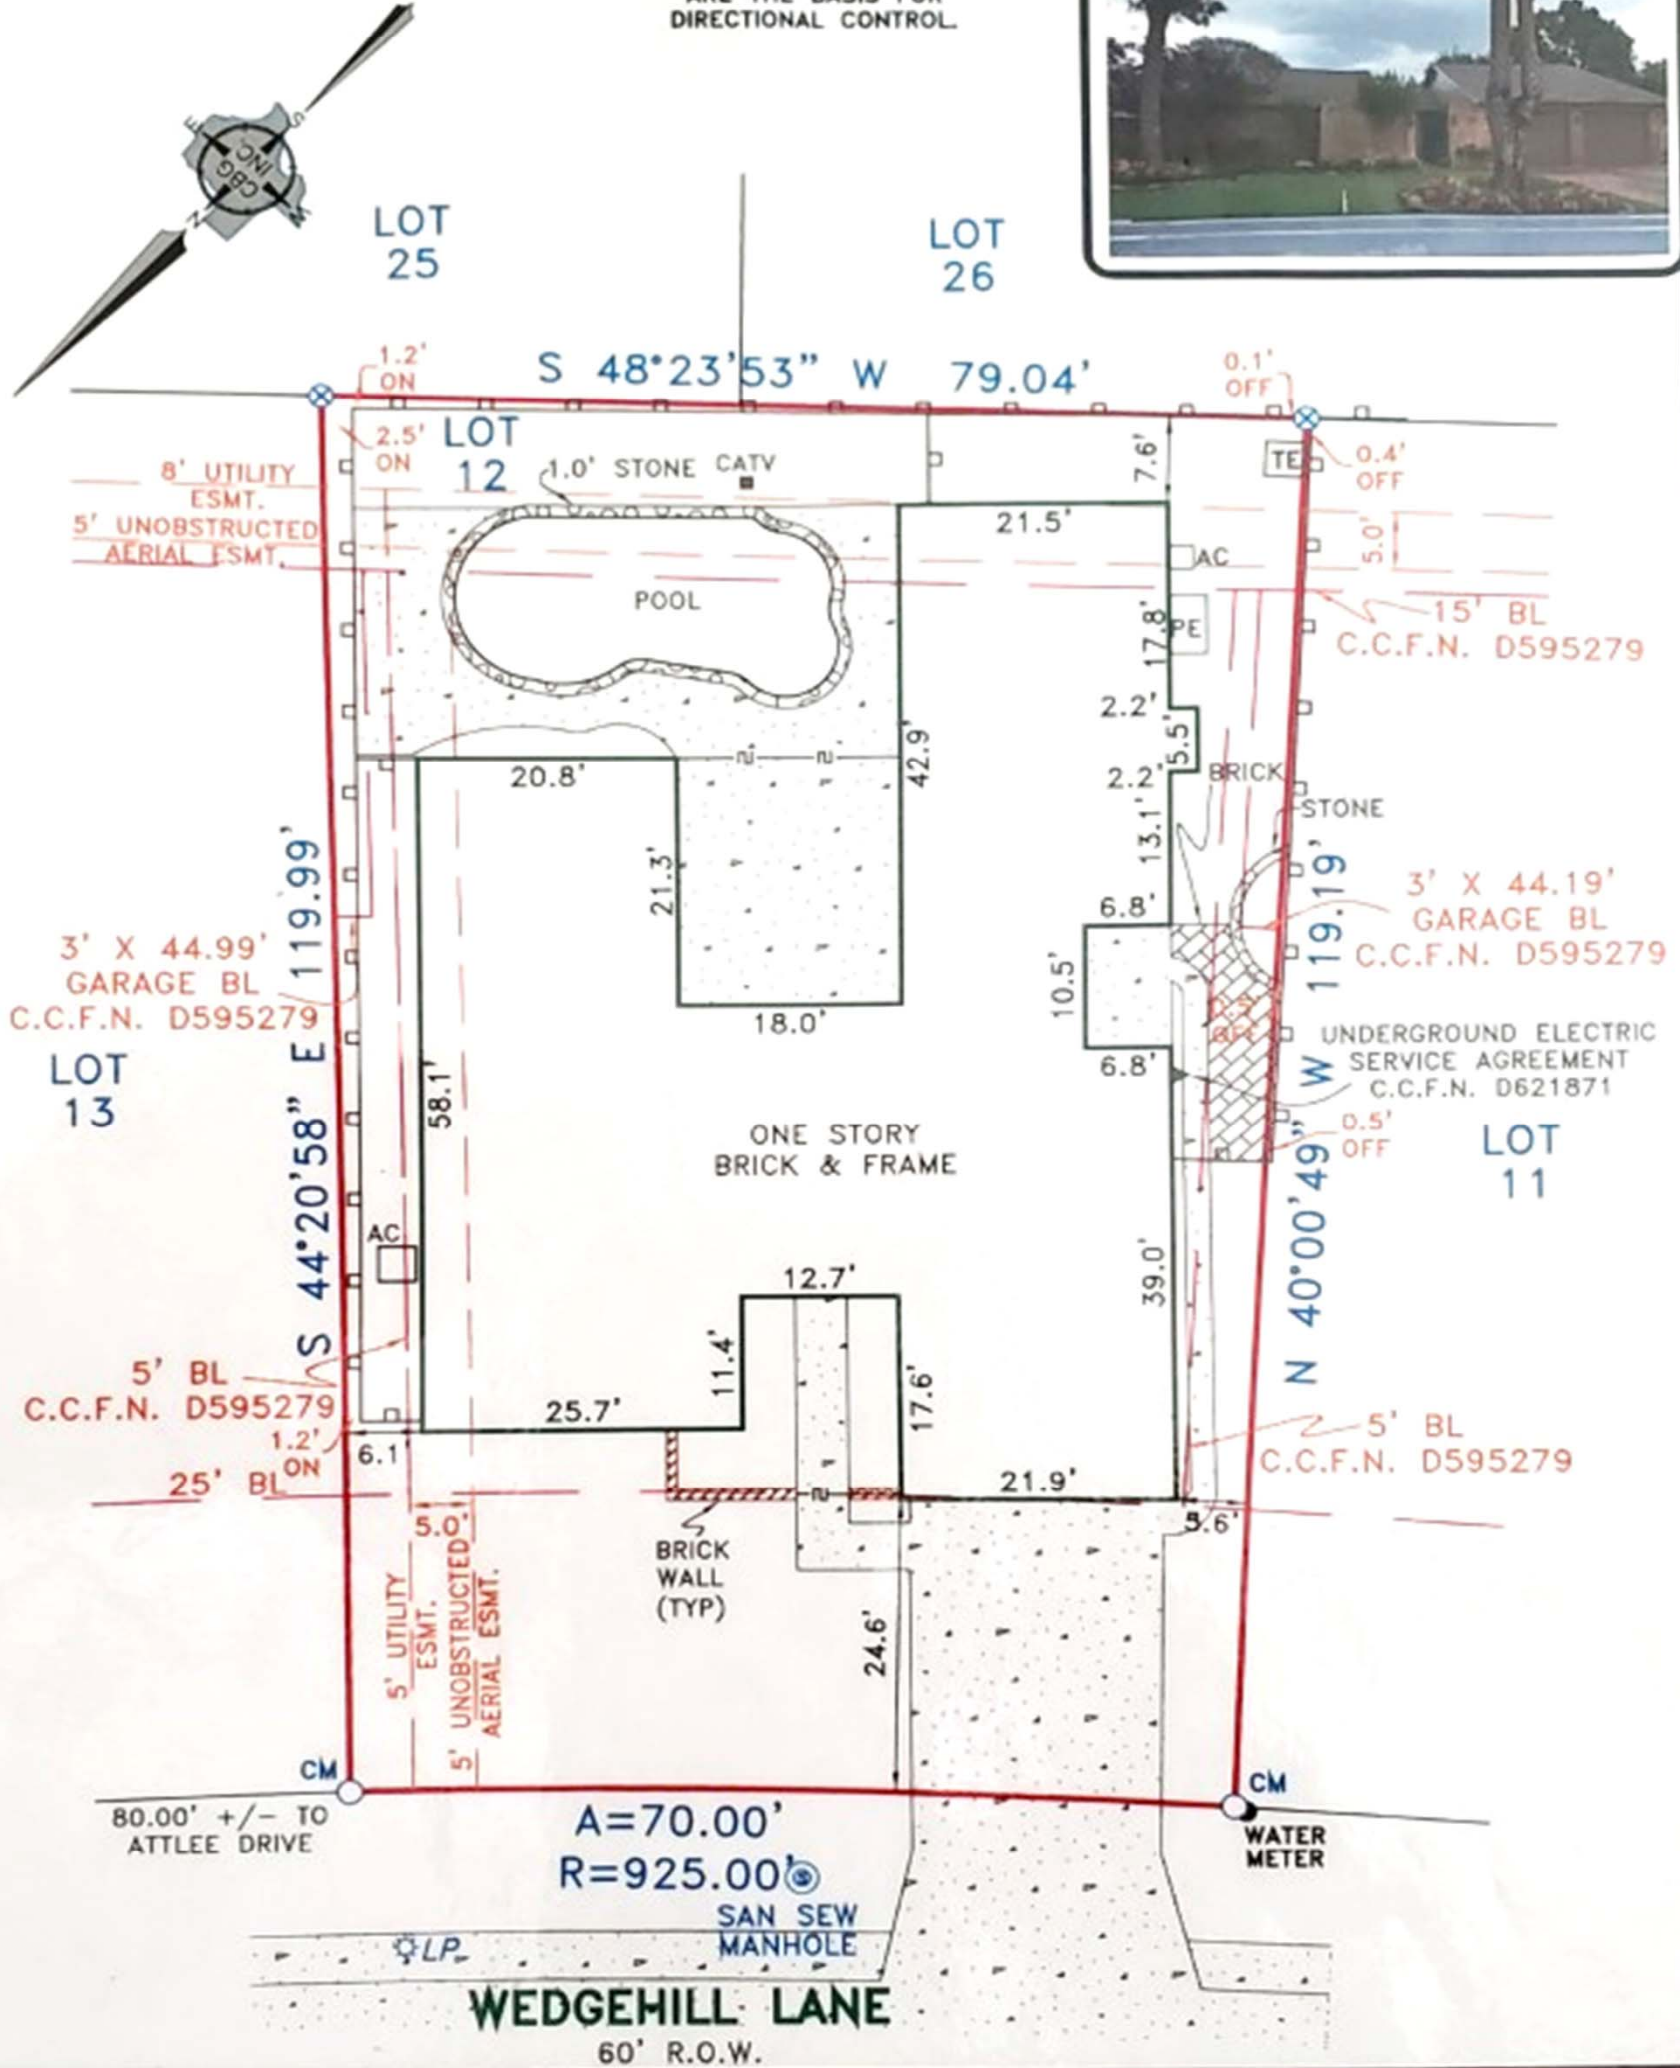 ARE THE BASIS FOR
DIRECTIONAL CONTROL.
S
E
CBG
INC.
W
N
LOT
25
LOT
26
1.2'
ON
S 48°23'53" W 79.04'
0.1'
OFF
2.5'
ON
LOT
12
1.0' STONE
CATV
7.6'
TE
0.4'
OFF
8' UTILITY
ESMT.
5' UNOBSTRUCTED
AERIAL ESMT.
21.5'
5.0'
AC
POOL
17.8'
PE
15' BL
C.C.F.N. D595279
2.2'
5.5'
2.2'
20.8'
42.9'
BRICK
STONE
13.1'
21.3'
6.8'
S 44°20'58" E 119.99'
N 40°00'49" W 119.19'
3' X 44.19'
GARAGE BL
C.C.F.N. D595279
3' X 44.99'
GARAGE BL
C.C.F.N. D595279
10.5'
18.0'
OFF
UNDERGROUND ELECTRIC
SERVICE AGREEMENT
C.C.F.N. D621871
6.8'
LOT
13
58.1'
0.5'
OFF
LOT
11
ONE STORY
BRICK & FRAME
AC
39.0'
12.7'
11.4'
17.6'
5' BL
C.C.F.N. D595279
25.7'
1.2'
ON
6.1'
5' BL
C.C.F.N. D595279
25' BL
21.9'
5.0'
5.6'
BRICK
WALL
(TYP)
5' UTILITY
ESMT.
5' UNOBSTRUCTED
AERIAL ESMT.
24.6'
CM
CM
80.00' +/- TO
ATTLEE DRIVE
A=70.00'
R=925.00'
S
WATER
METER
SAN SEW
MANHOLE
LP
WEDGEHILL LANE
60' R.O.W.